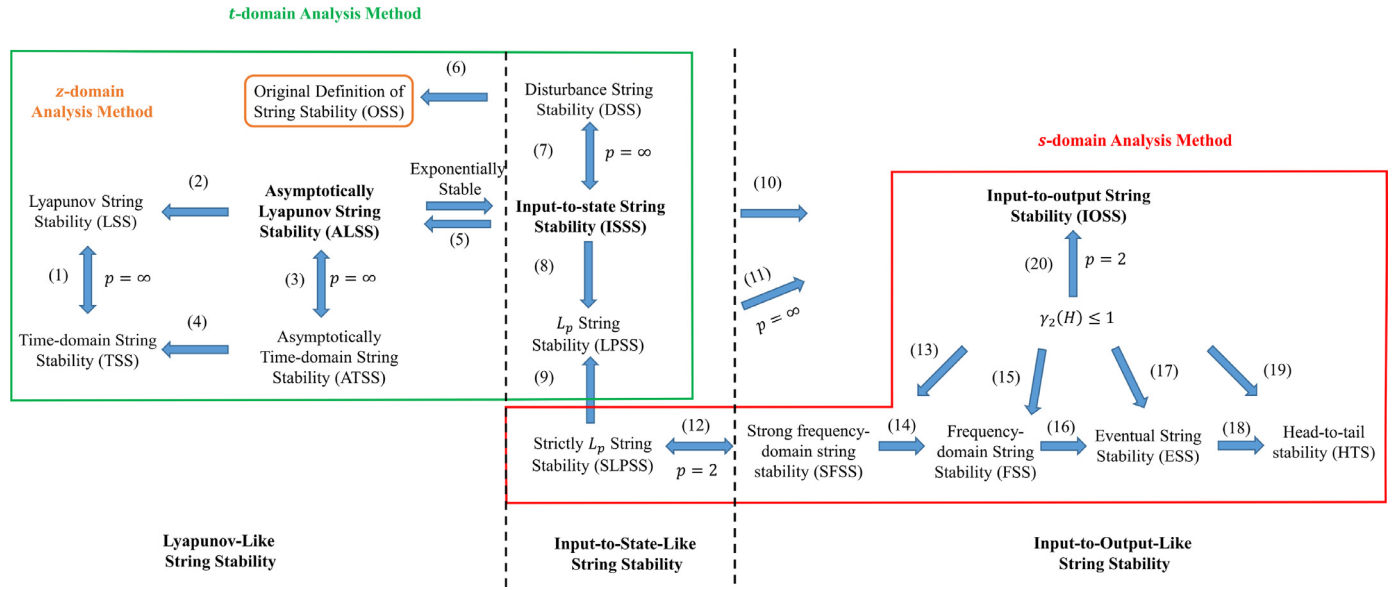 t-domain Analysis Method
z-domain
Analysis Method
Original Definition of
String Stability (OSS)
(6)
Disturbance String
Stability (DSS)
(7)
p = ∞
s-domain Analysis Method
Lyapunov String
Stability (LSS)
(2)
Asymptotically
Lyapunov String
Stability (ALSS)
Exponentially
Stable
(5)
Input-to-state String
Stability (ISSS)
(10)
Input-to-output String
Stability (IOSS)
(1)
p = ∞
(3)
p = ∞
(8)
(11)
p = ∞
(20)
p = 2
γ₂(H) ≤ 1
Time-domain String
Stability (TSS)
(4)
Asymptotically
Time-domain String
Stability (ATSS)
Lₚ String
Stability (LPSS)
(9)
(13)
(15)
(17)
(19)
Strictly Lₚ String
Stability (SLPSS)
(12)
p = 2
Strong frequency-
domain string
stability (SFSS)
(14)
Frequency-
domain String
Stability (FSS)
(16)
Eventual String
Stability (ESS)
(18)
Head-to-tail
stability (HTS)
Lyapunov-Like
String Stability
Input-to-State-Like
String Stability
Input-to-Output-Like
String Stability